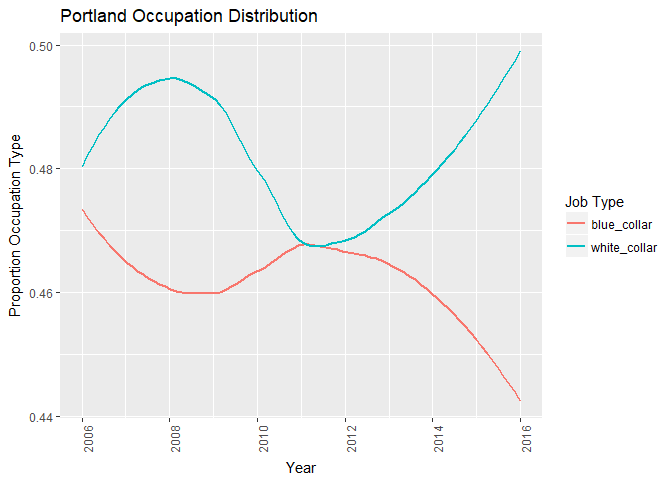 Portland Occupation Distribution
0.50
0.48
0.46
0.44
Proportion Occupation Type
2006
2008
2010
2012
2014
2016
Year
Job Type
blue_collar
white_collar